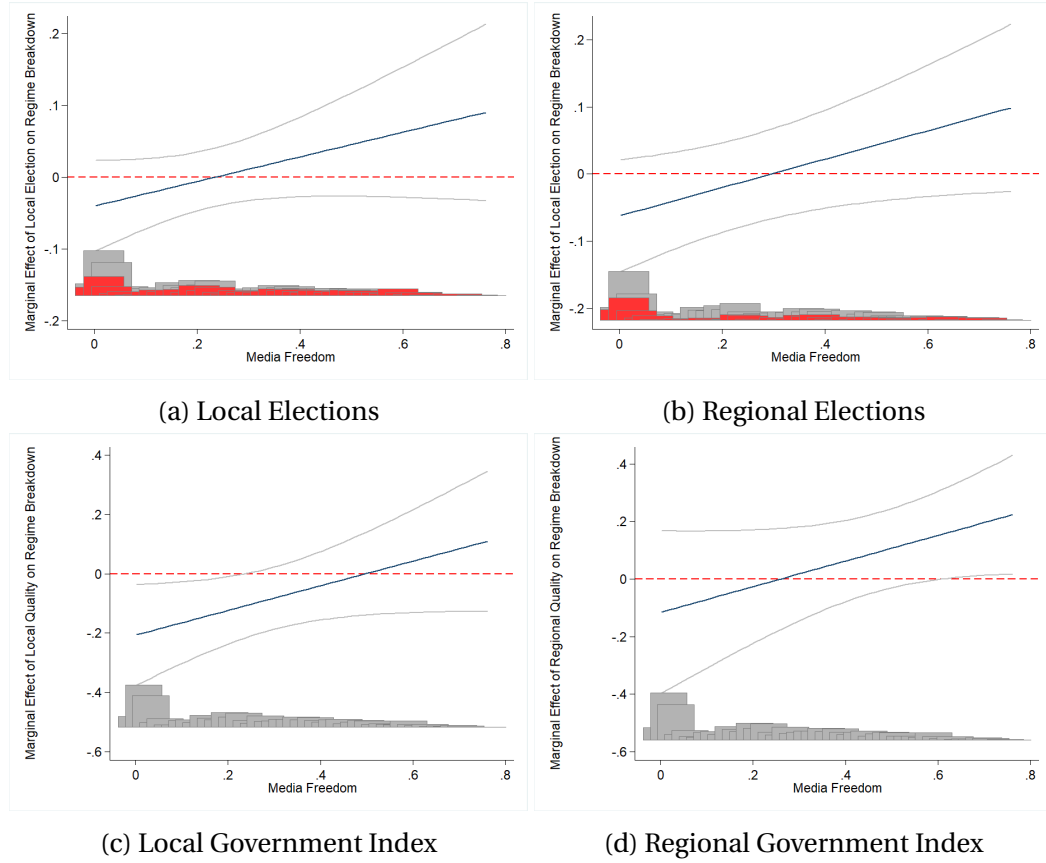 Marginal Effect of Local Election on Regime Breakdown
.2
.1
0
-.1
-.2
0 .2 .4 .6 .8
Media Freedom
(a) Local Elections
Marginal Effect of Local Election on Regime Breakdown
.2
.1
0
-.1
-.2
0 .2 .4 .6 .8
Media Freedom
(b) Regional Elections
Marginal Effect of Local Quality on Regime Breakdown
.4
.2
0
-.2
-.4
-.6
0 .2 .4 .6 .8
Media Freedom
(c) Local Government Index
Marginal Effect of Regional Quality on Regime Breakdown
.4
.2
0
-.2
-.4
-.6
0 .2 .4 .6 .8
Media Freedom
(d) Regional Government Index